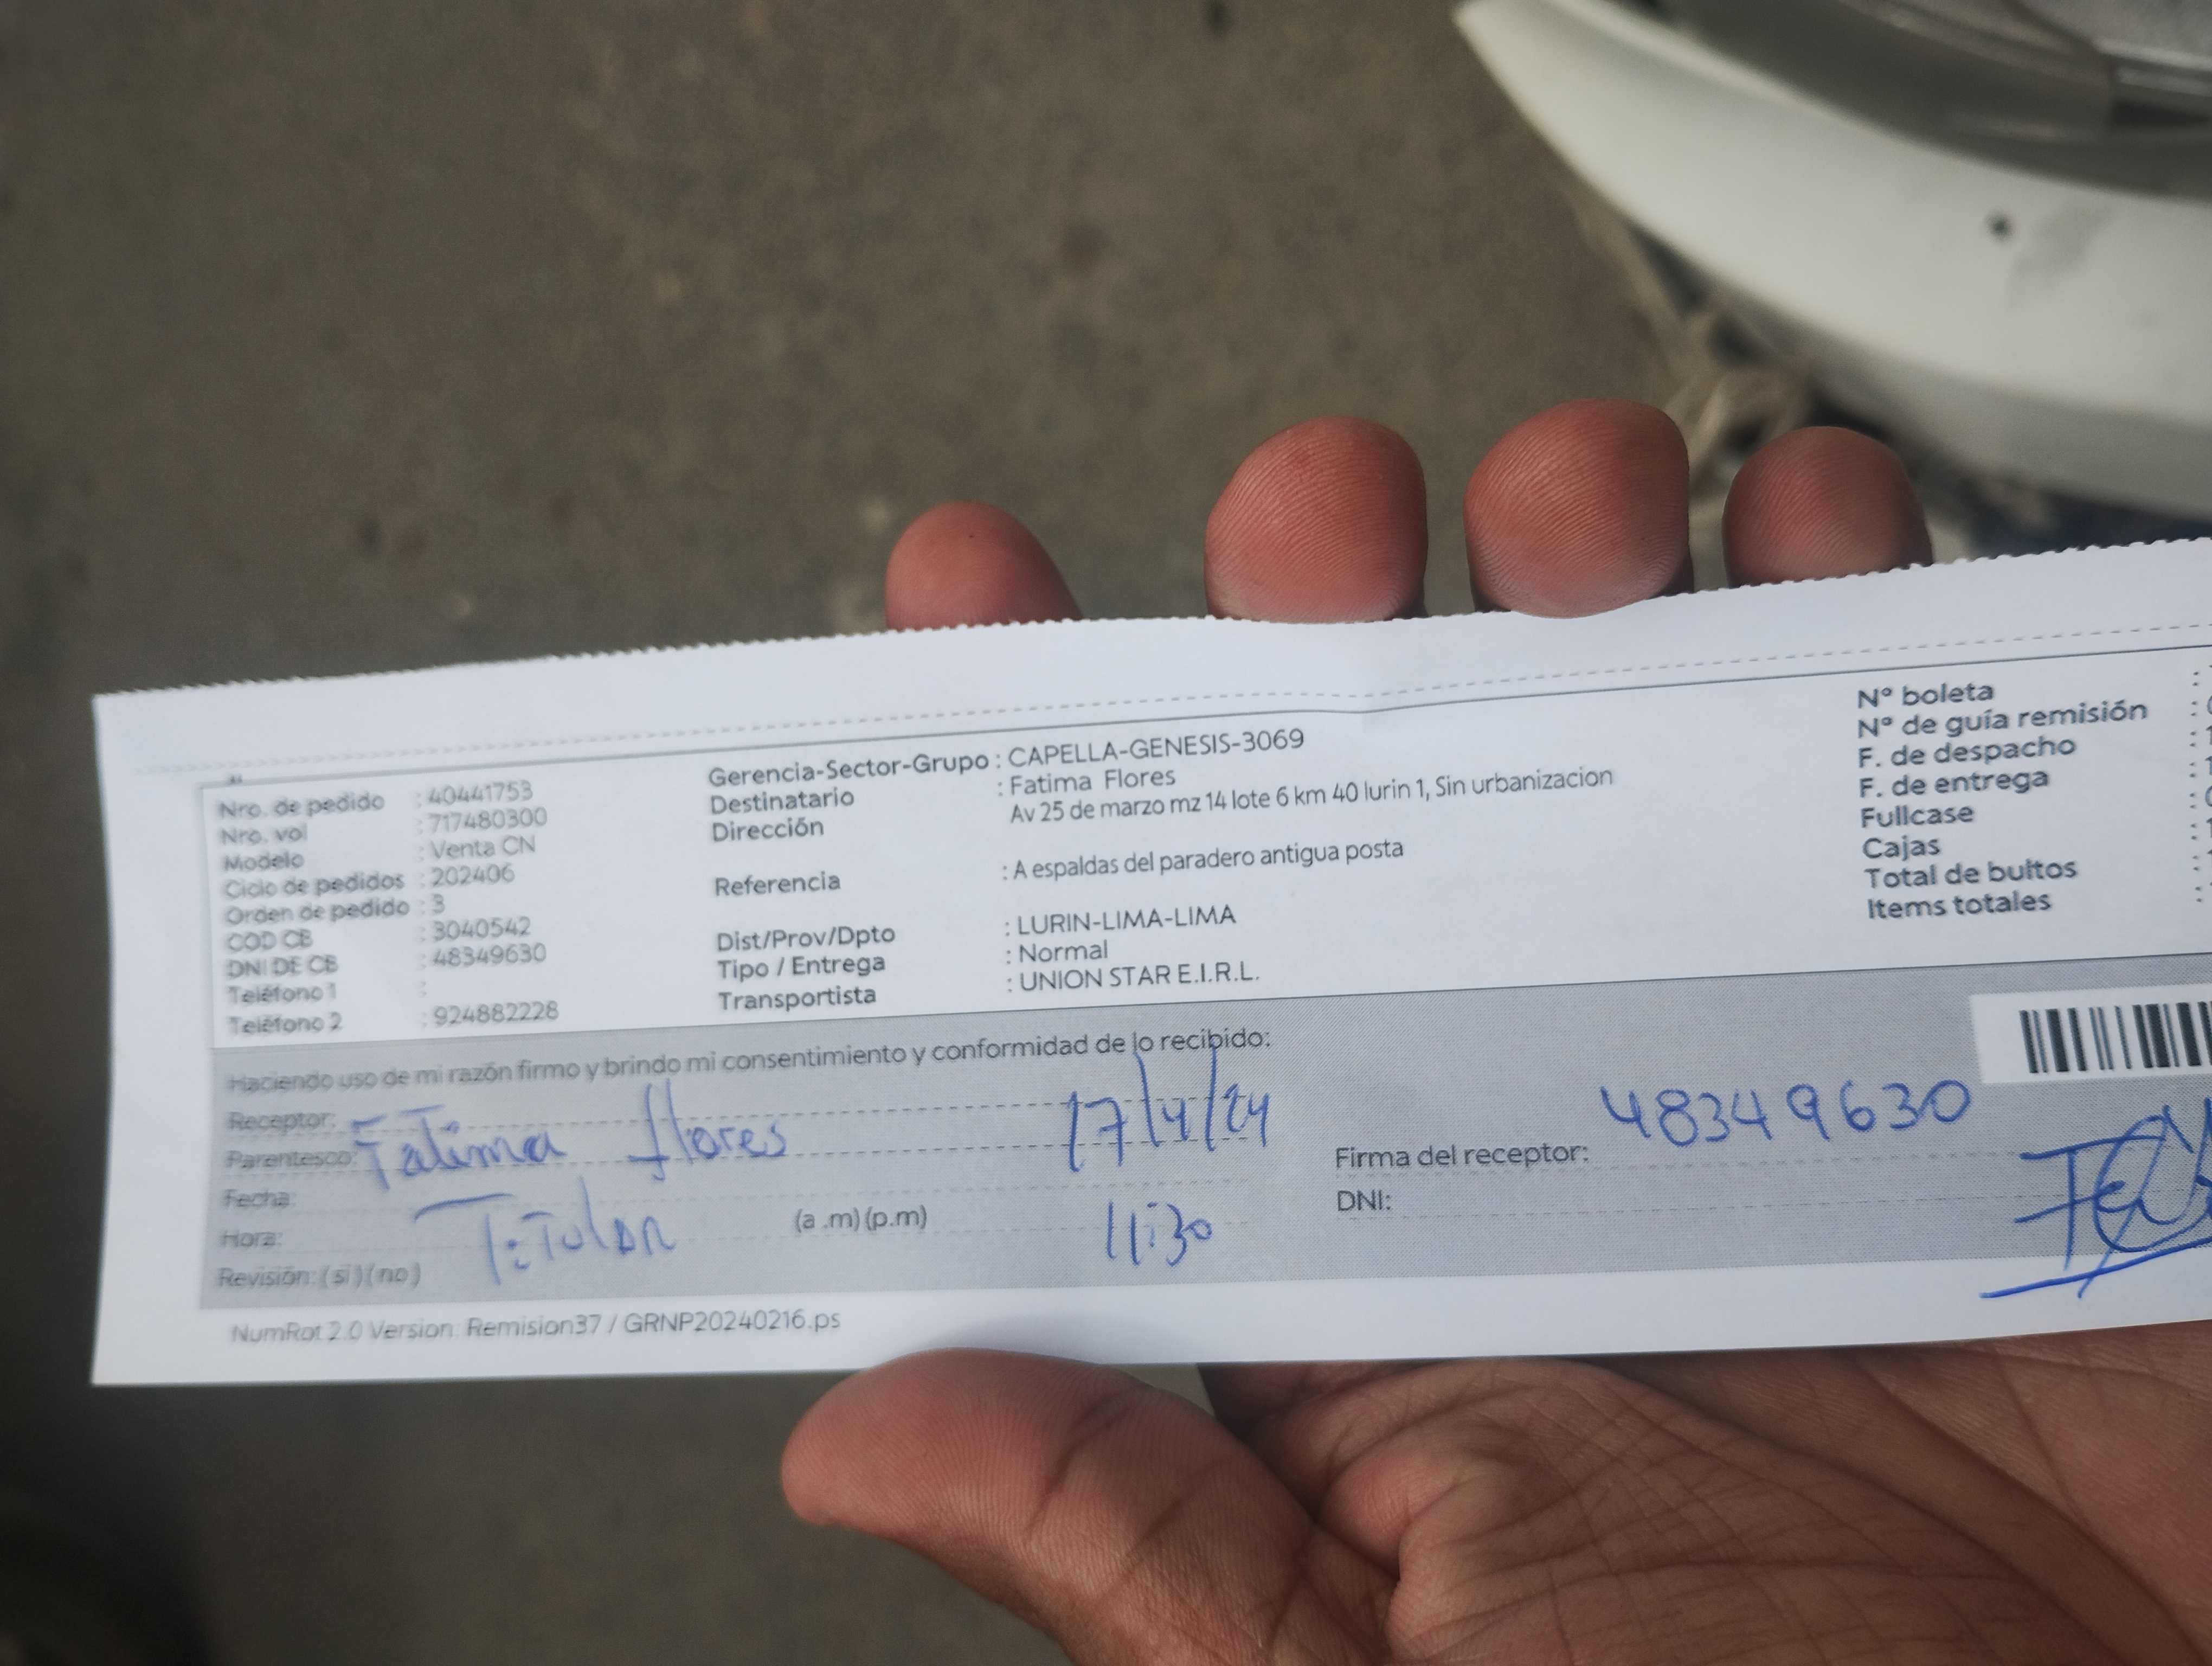 Nro. de pedido : 40441753
Nro. vol : 717480300
Modelo : Venta CN
Ciclo de pedidos : 202406
Orden de pedido : 3
COD CB : 3040542
DNI DE CB : 48349630
Teléfono 1 :
Teléfono 2 : 924882228
Gerencia-Sector-Grupo : CAPELLA-GENESIS-3069
Destinatario : Fatima Flores
Dirección Av 25 de marzo mz 14 lote 6 km 40 lurin 1, Sin urbanizacion
Referencia : A espaldas del paradero antigua posta
Dist/Prov/Dpto : LURIN-LIMA-LIMA
Tipo / Entrega : Normal
Transportista : UNION STAR E.I.R.L.
N° boleta :
N° de guía remisión :
F. de despacho :
F. de entrega :
Fullcase :
Cajas :
Total de bultos :
Items totales :
Haciendo uso de mi razón firmo y brindo mi consentimiento y conformidad de lo recibido:
Receptor:
Parentesco: Fatima flores 17/4/24
Fecha:
Hora: Titular (a .m) (p.m) 11:30
Revisión: ( si ) ( no )
48349630
Firma del receptor:
DNI:
NumRot 2.0 Version: Remision37 / GRNP20240216.ps